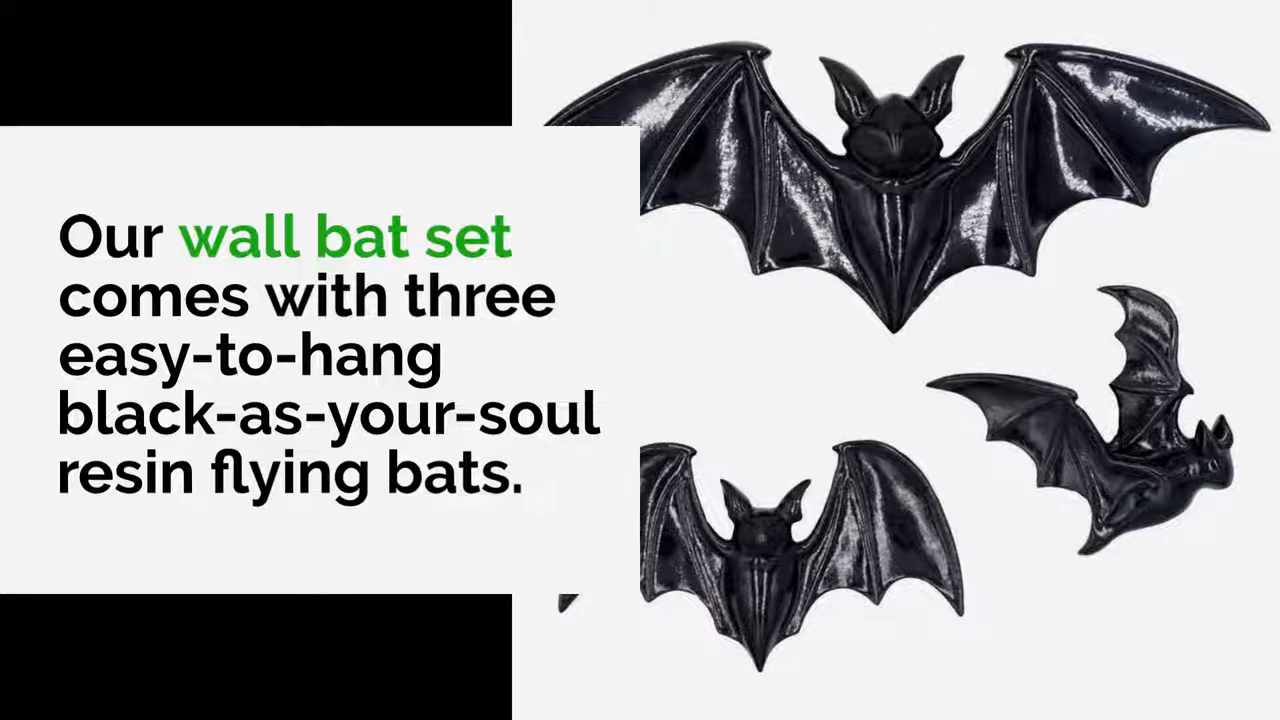 Our wall bat set
comes with three
easy-to-hang
black-as-your-soul
resin flying bats.